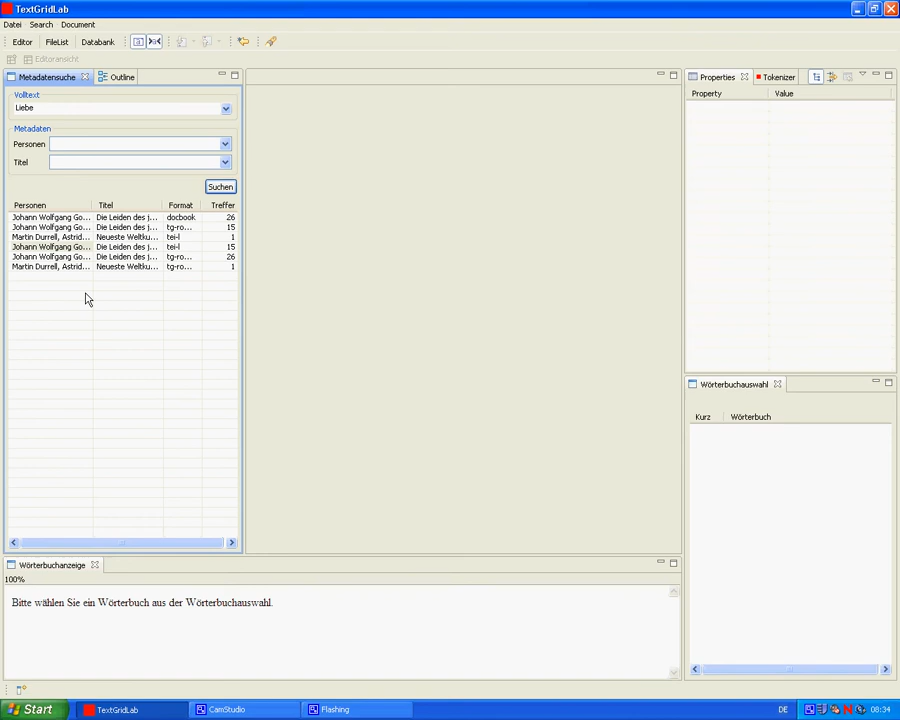 TextGridLab
Datei Search Document
Editor FileList Databank
Editoransicht
Metadatensuche Outline
Volltext
Liebe
Metadaten
Personen
Titel
Suchen
Personen Titel Format Treffer
Johann Wolfgang Go... Die Leiden des j... docbook 26
Johann Wolfgang Go... Die Leiden des j... tg-ro... 15
Martin Durrell, Astrid... Neueste Weltku... tei-l 1
Johann Wolfgang Go... Die Leiden des j... tei-l 15
Johann Wolfgang Go... Die Leiden des j... tg-ro... 26
Martin Durrell, Astrid... Neueste Weltku... tg-ro... 1
Properties Tokenizer
Property Value
Wörterbuchauswahl
Kurz Wörterbuch
Wörterbuchanzeige
100%
Bitte wählen Sie ein Wörterbuch aus der Wörterbuchauswahl.
Start TextGridLab CamStudio Flashing DE 08:34